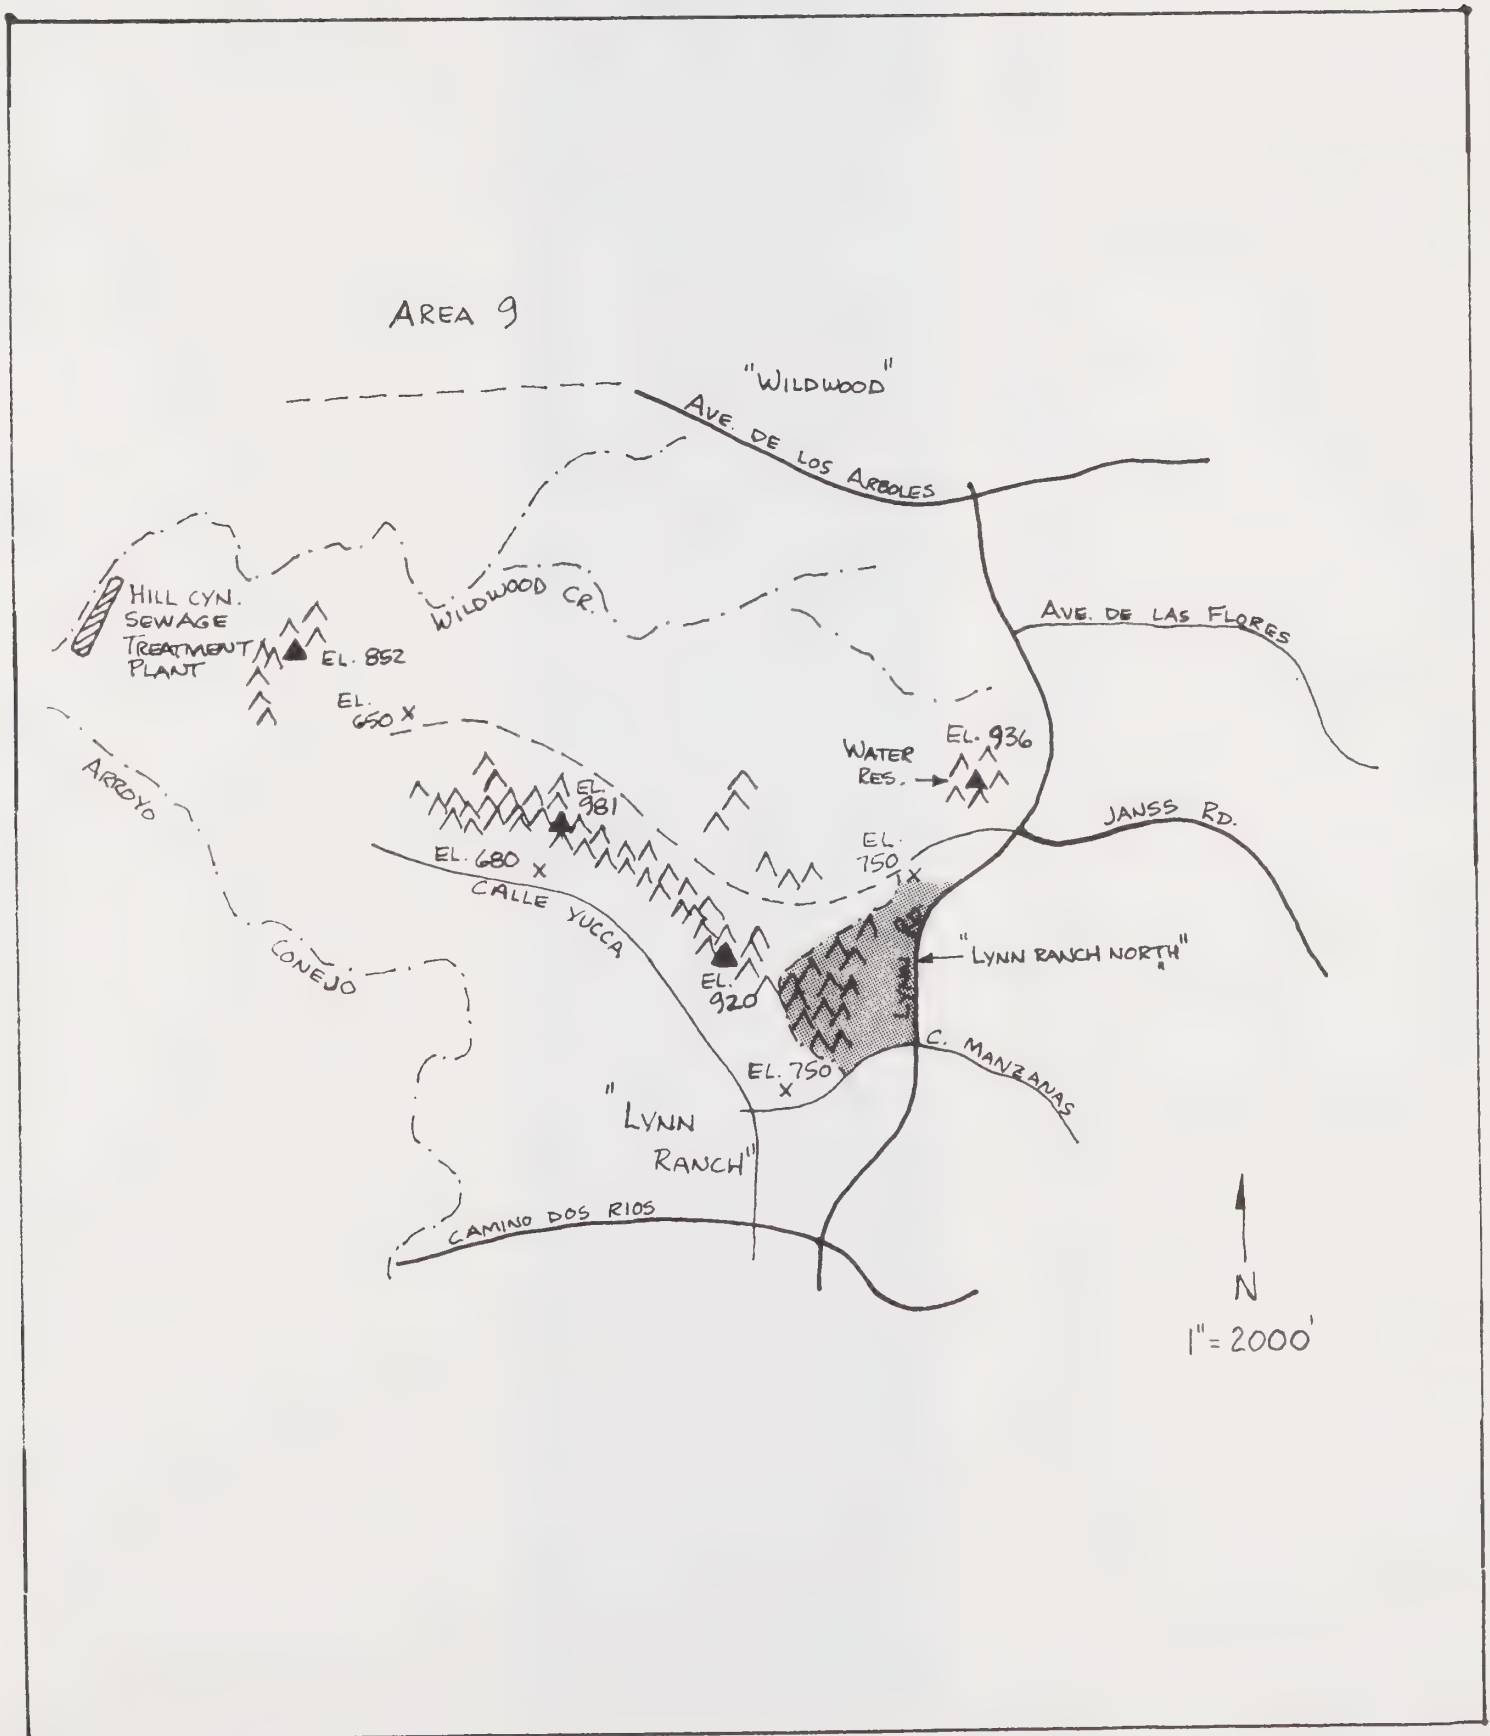 AREA 9
"WILDWOOD"
AVE. DE LOS ARBOLES
HILL CYN.
SEWAGE
TREATMENT
PLANT
WILDWOOD CR.
AVE. DE LAS FLORES
EL. 852
EL.
650 X
EL. 936
WATER
RES.
ARROYO
EL.
981
JANSS RD.
EL.
750 X
EL. 680 X
CALLE YUCCA
LYNN RD.
"LYNN RANCH NORTH"
CONEJO
EL.
920
C. MANZANAS
EL. 750
X
"LYNN
RANCH"
CAMINO DOS RIOS
N
1" = 2000'